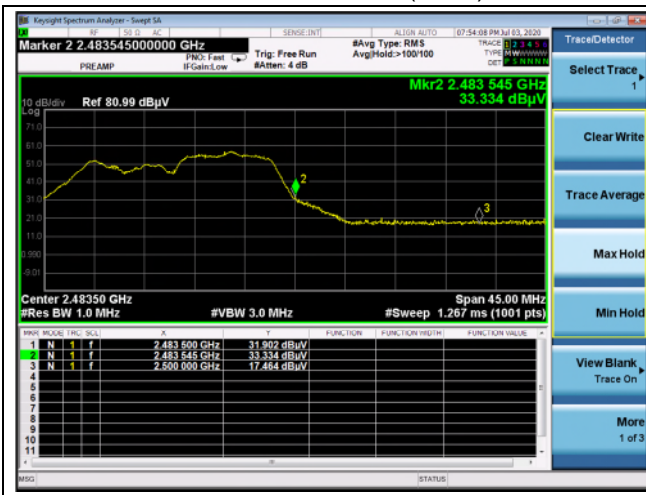 Keysight Spectrum Analyzer - Swept SA
RF 50 Ω AC SENSE:INT ALIGN AUTO 07:54:08 PM Jul 03, 2020
Marker 2 2.483545000000 GHz
PNO: Fast
IFGain:Low
Trig: Free Run
#Atten: 4 dB
#Avg Type: RMS
Avg|Hold:>100/100
TRACE 1 2 3 4 5 6
TYPE M W W W W W
DET P S N N N N
PREAMP
Mkr2 2.483 545 GHz
33.334 dBµV
10 dB/div Ref 80.99 dBµV
Log
71.0
61.0
51.0
41.0
31.0
21.0
11.0
0.990
-9.01
2
3
Center 2.48350 GHz Span 45.00 MHz
#Res BW 1.0 MHz #VBW 3.0 MHz #Sweep 1.267 ms (1001 pts)
MKR MODE TRC SCL X Y FUNCTION FUNCTION WIDTH FUNCTION VALUE
1 N 1 f 2.483 500 GHz 31.902 dBµV
2 N 1 f 2.483 545 GHz 33.334 dBµV
3 N 1 f 2.500 000 GHz 17.464 dBµV
4
5
6
7
8
9
10
11
MSG STATUS
Trace/Detector
Select Trace
1
Clear Write
Trace Average
Max Hold
Min Hold
View Blank
Trace On
More
1 of 3